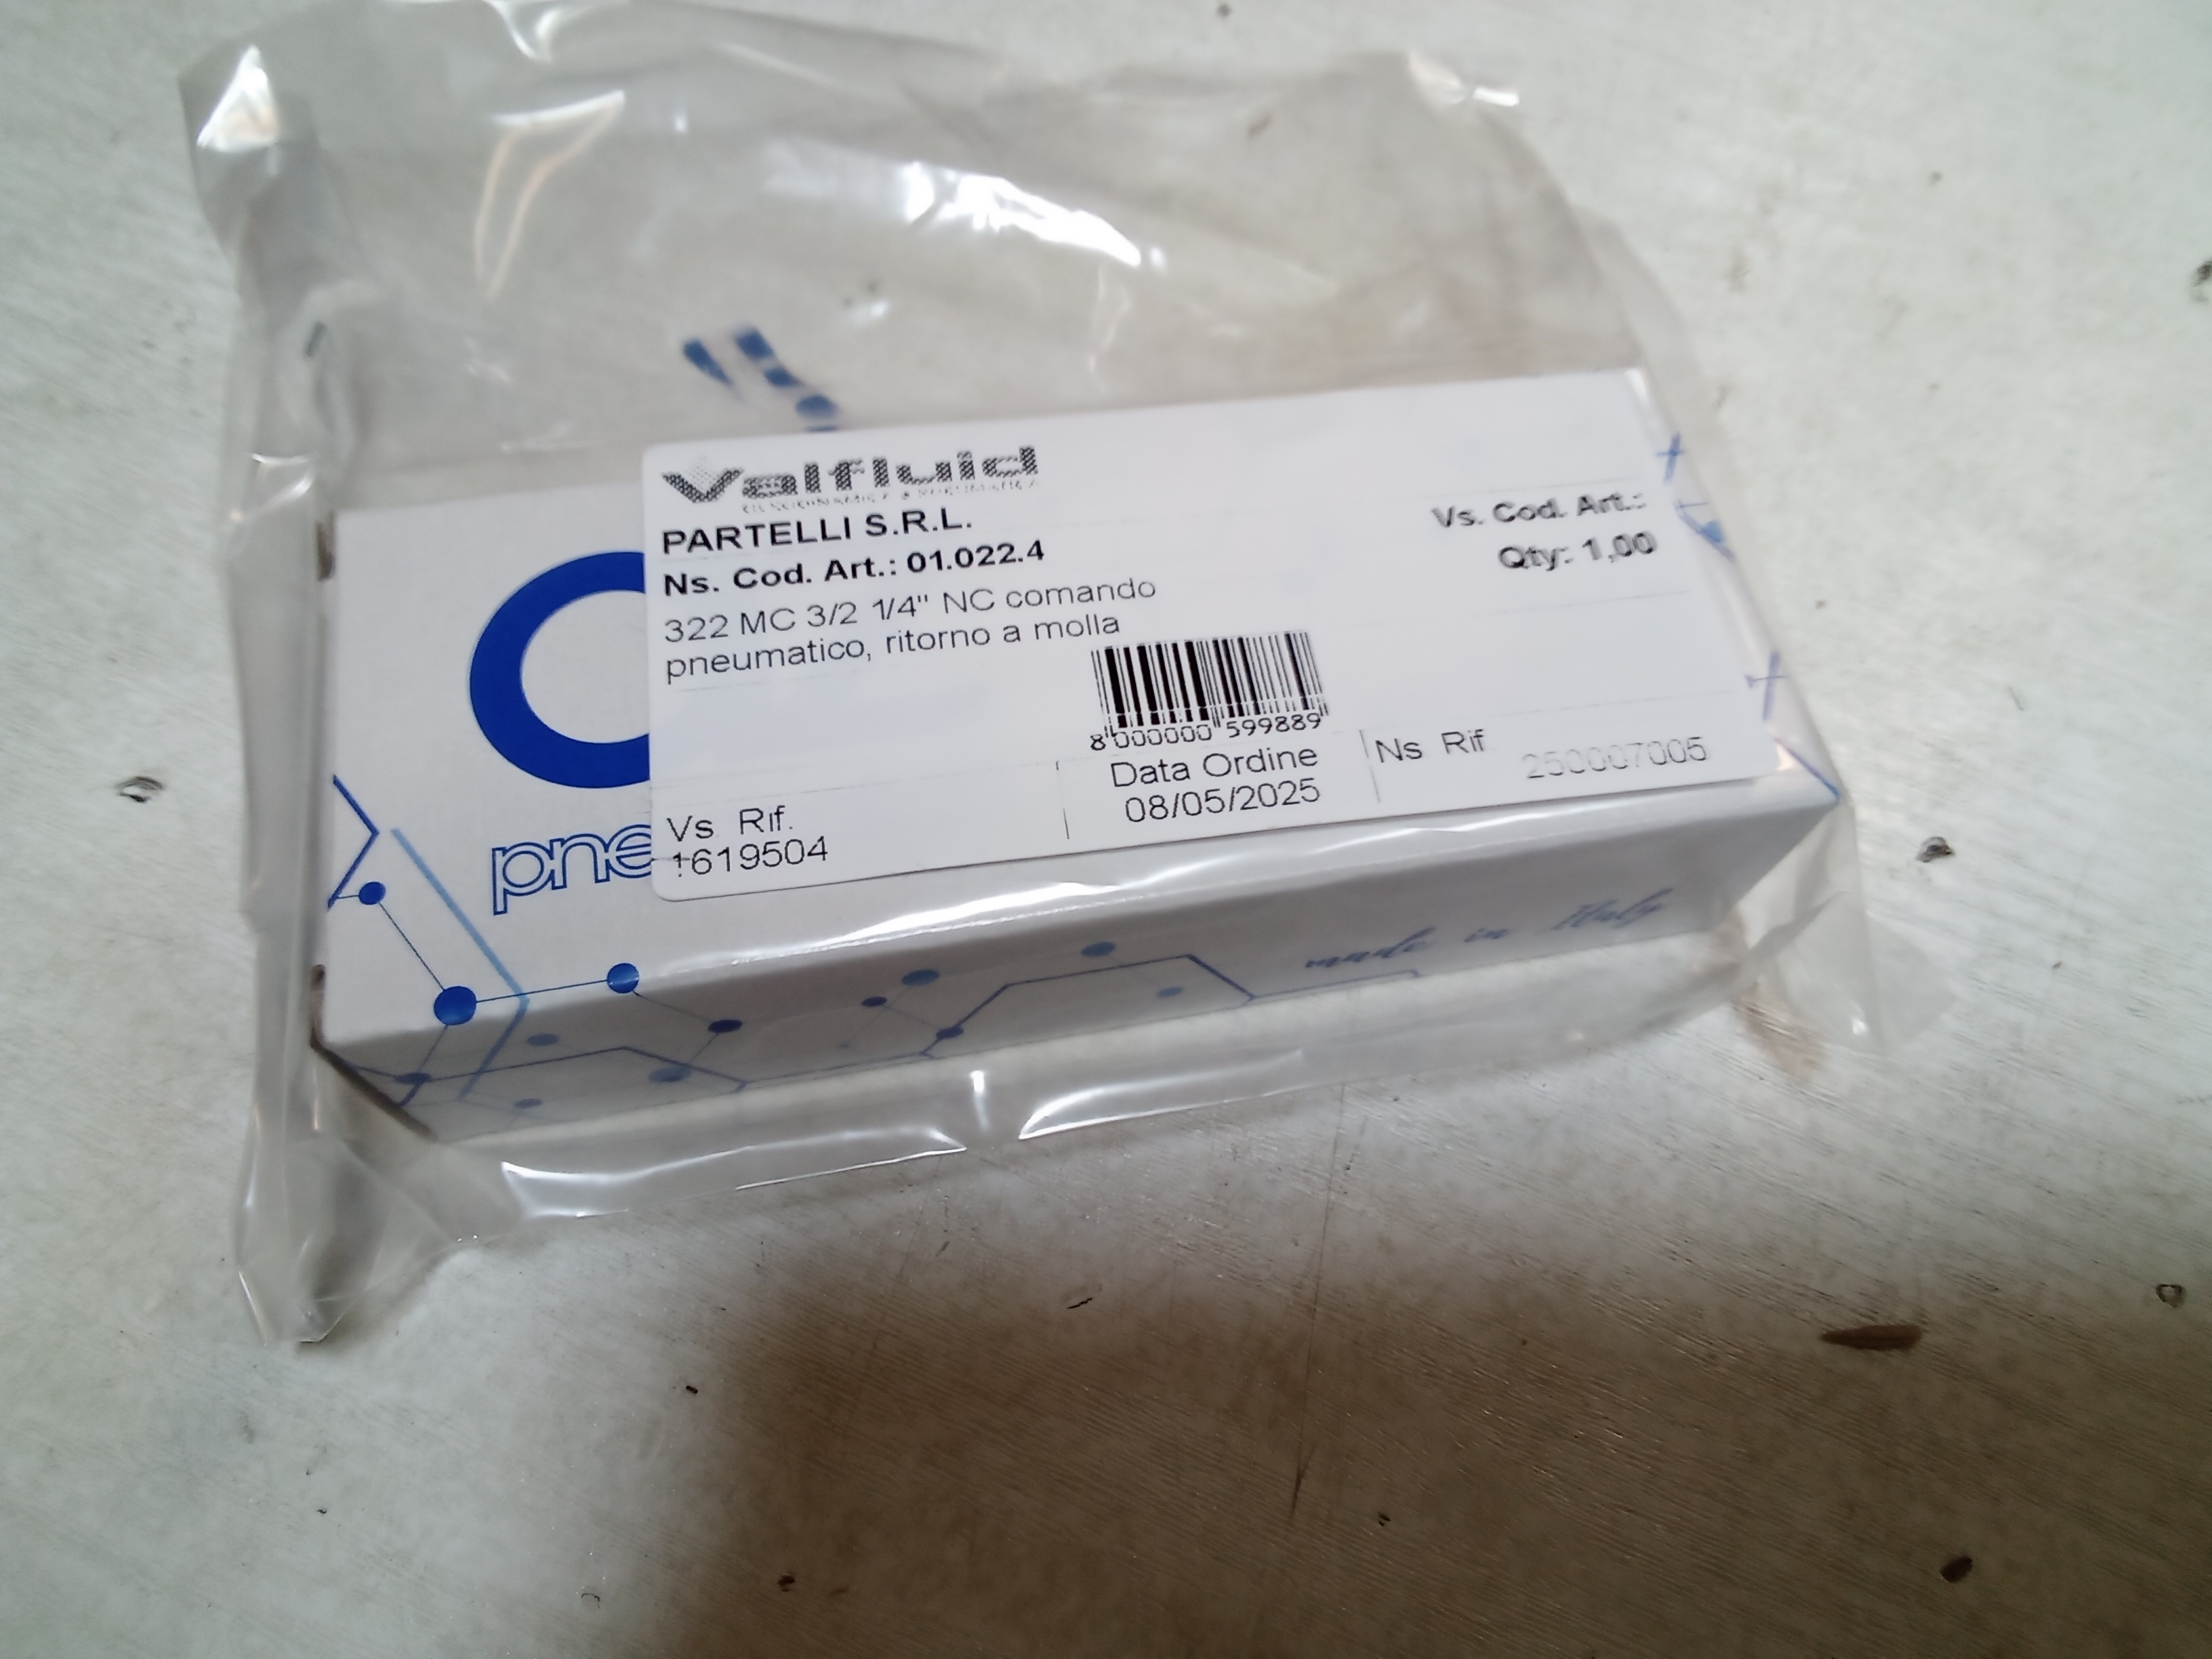 Valfluid
PARTELLI S.R.L.
Ns. Cod. Art.: 01.022.4
Vs. Cod. Art.:
Qty: 1,00
322 MC 3/2 1/4" NC comando
pneumatico, ritorno a molla
8 000000 599889
Vs Rif.
1619504
Data Ordine
08/05/2025
Ns Rif
250007005
pne
made in Italy